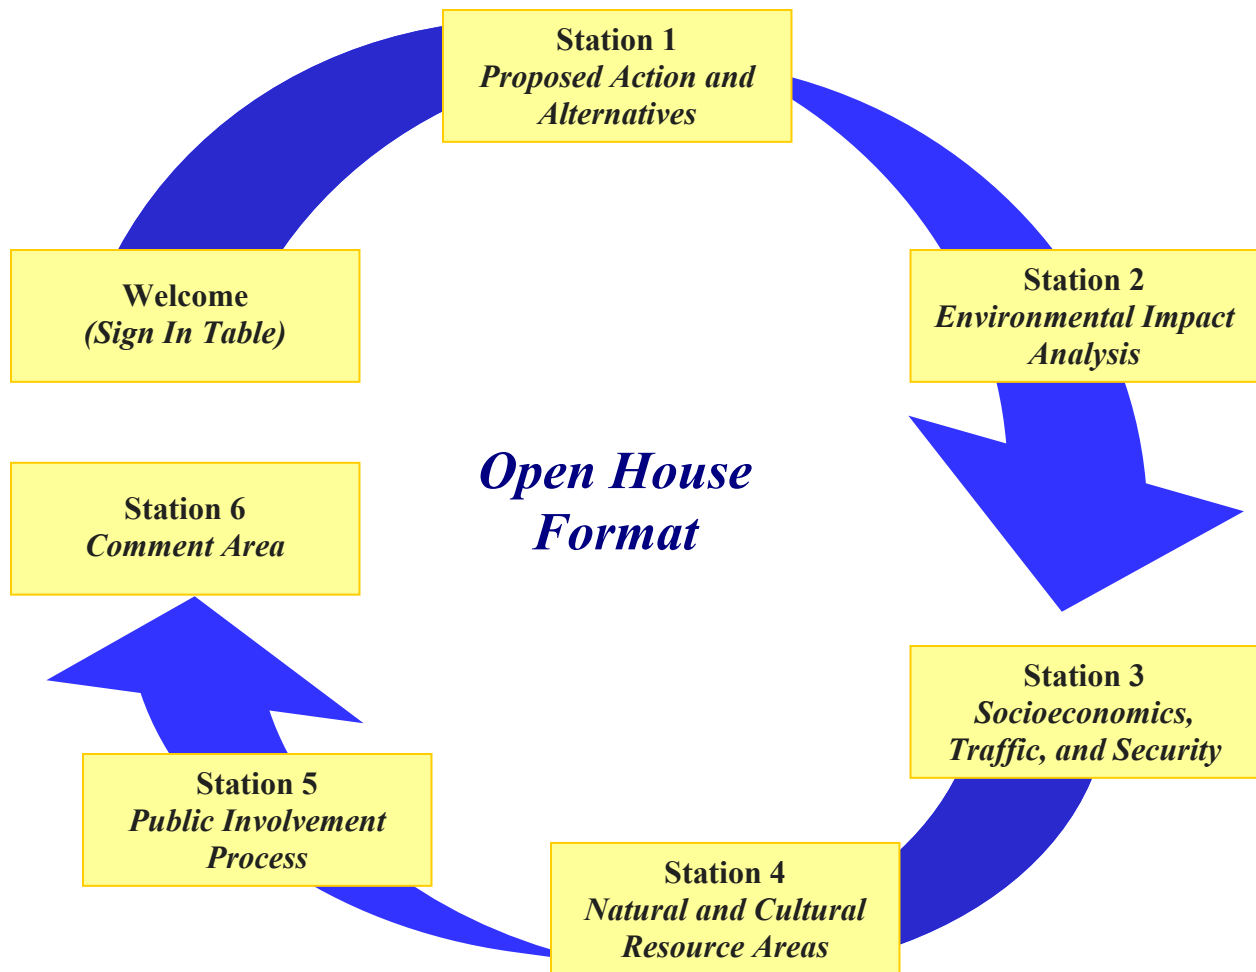 Station 1
Proposed Action and
Alternatives
Welcome
(Sign In Table)
Station 2
Environmental Impact
Analysis
Open House
Format
Station 6
Comment Area
Station 3
Socioeconomics,
Traffic, and Security
Station 5
Public Involvement
Process
Station 4
Natural and Cultural
Resource Areas